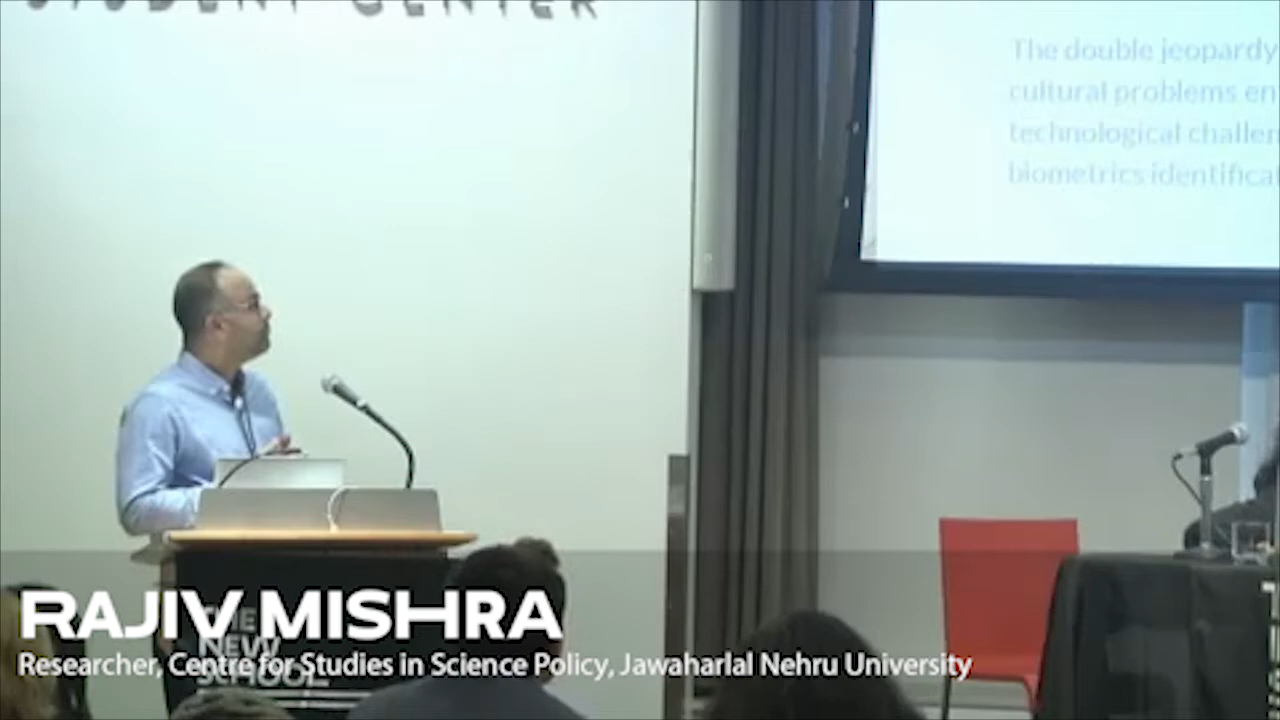 STUDENT CENTER
The double jeopardy
cultural problems en
technological challen
biometrics identifica
RAJIV MISHRA
Researcher, Centre for Studies in Science Policy, Jawaharlal Nehru University
THE
NEW
SCHOOL